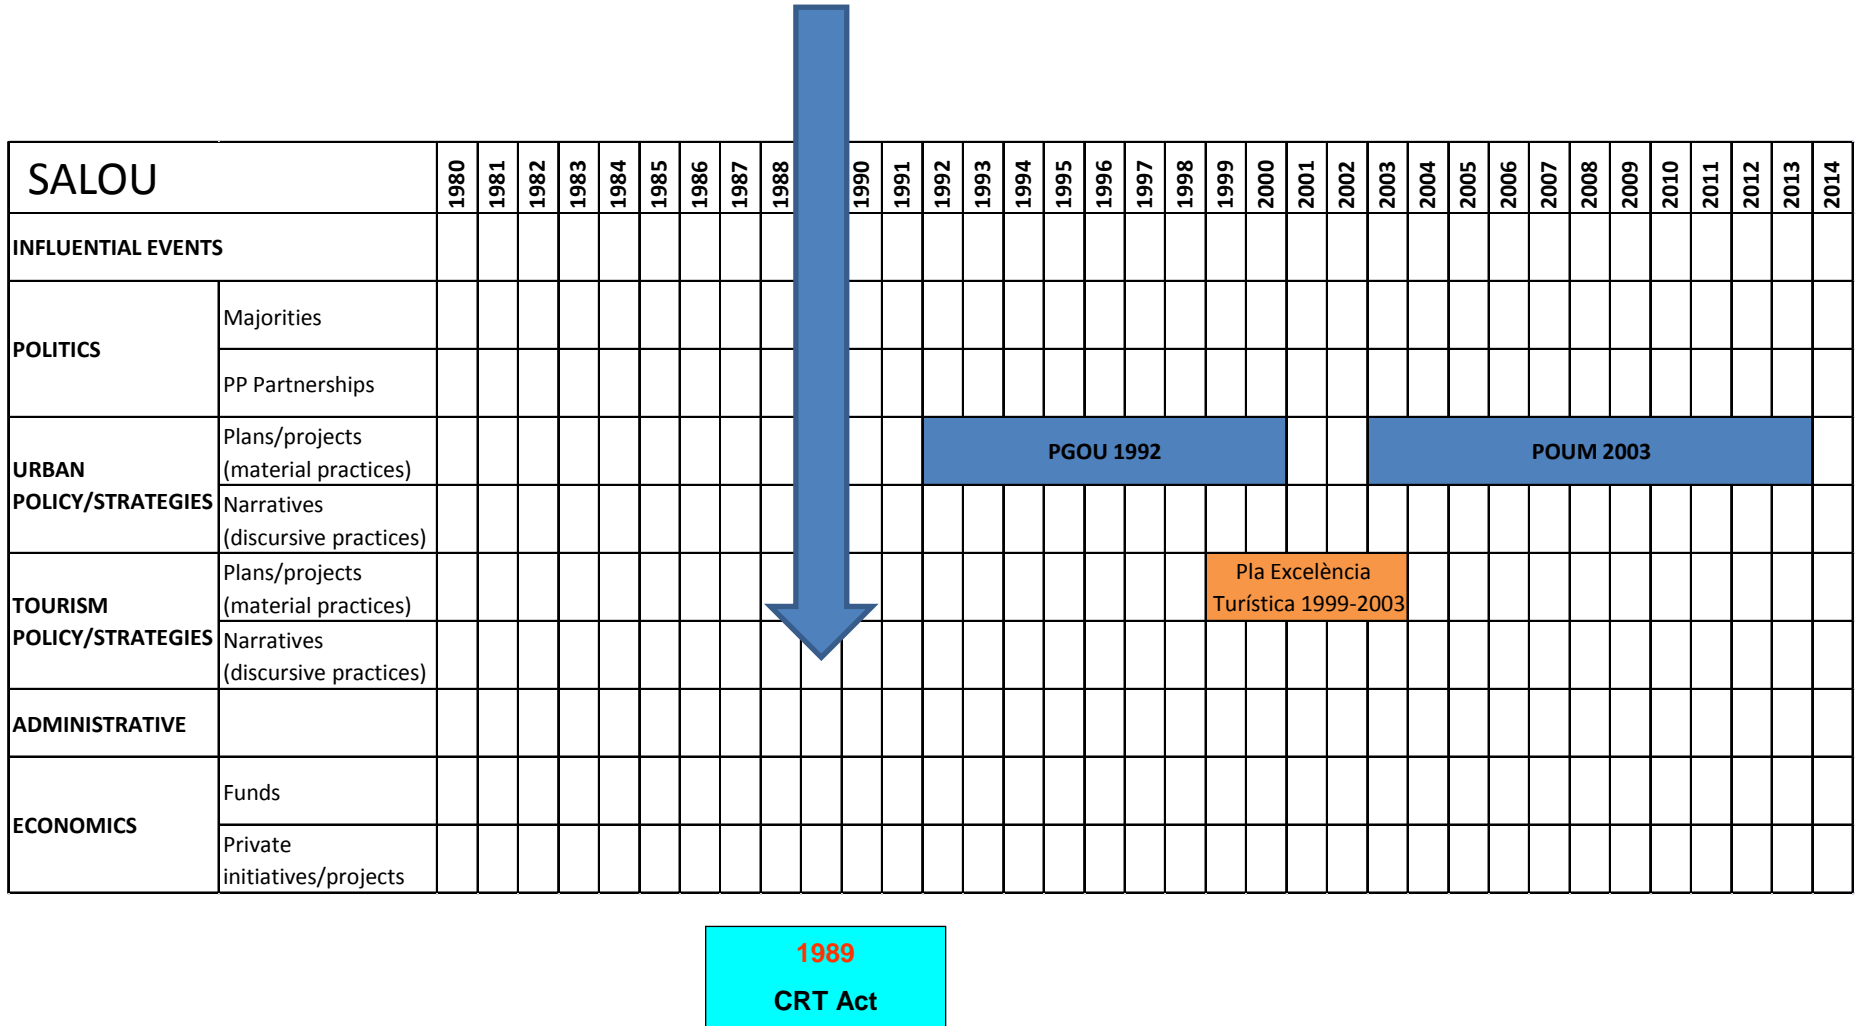 SALOU
1980 1981 1982 1983 1984 1985 1986 1987 1988 1990 1991 1992 1993 1994 1995 1996 1997 1998 1999 2000 2001 2002 2003 2004 2005 2006 2007 2008 2009 2010 2011 2012 2013 2014
INFLUENTIAL EVENTS
POLITICS
Majorities
PP Partnerships
URBAN
POLICY/STRATEGIES
Plans/projects
(material practices)
PGOU 1992
POUM 2003
Narratives
(discursive practices)
TOURISM
POLICY/STRATEGIES
Plans/projects
(material practices)
Pla Excelència
Turística 1999-2003
Narratives
(discursive practices)
ADMINISTRATIVE
ECONOMICS
Funds
Private
initiatives/projects
1989
CRT Act